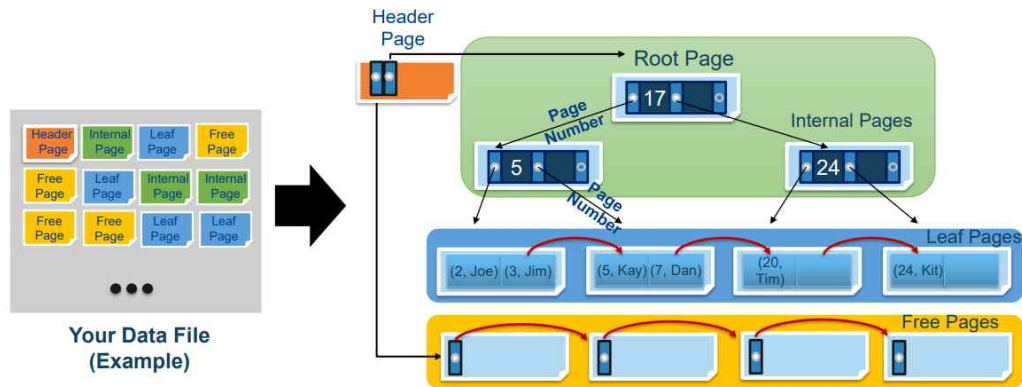 Header
Page
Root Page
17
Page
Number
Internal Pages
5
24
Page
Number
Header
Page
Internal
Page
Leaf
Page
Free
Page
Free
Page
Leaf
Page
Internal
Page
Internal
Page
Free
Page
Free
Page
Leaf
Page
Leaf
Page
Your Data File
(Example)
Leaf Pages
(2, Joe) (3, Jim)
(5, Kay) (7, Dan)
(20,
Tim)
(24, Kit)
Free Pages